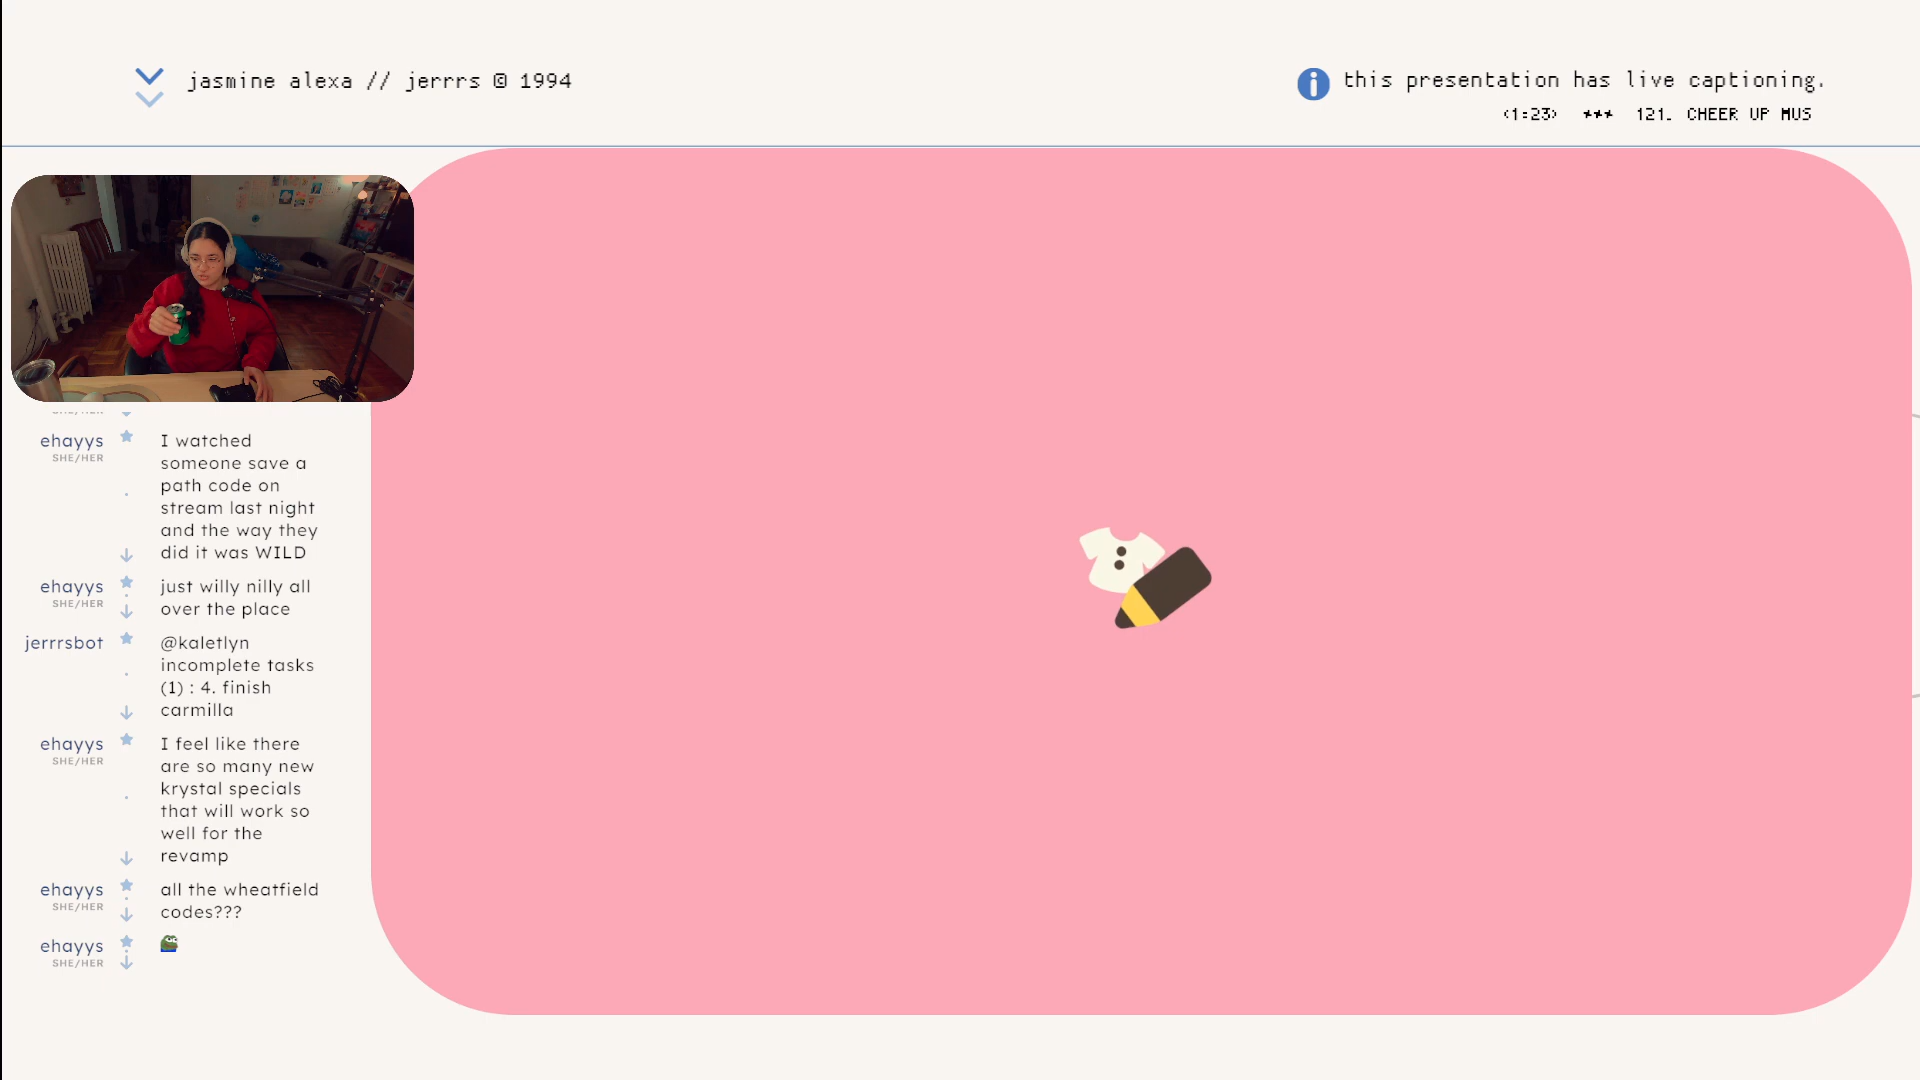 jasmine alexa // jerrrs © 1994
this presentation has live captioning.
<1:23> *** 121. CHEER UP MUS
SHE/HER
ehayys
SHE/HER
I watched
someone save a
path code on
stream last night
and the way they
did it was WILD
ehayys
SHE/HER
just willy nilly all
over the place
jerrrsbot
@kaletlyn
incomplete tasks
(1) : 4. finish
carmilla
ehayys
SHE/HER
I feel like there
are so many new
krystal specials
that will work so
well for the
revamp
ehayys
SHE/HER
all the wheatfield
codes???
ehayys
SHE/HER